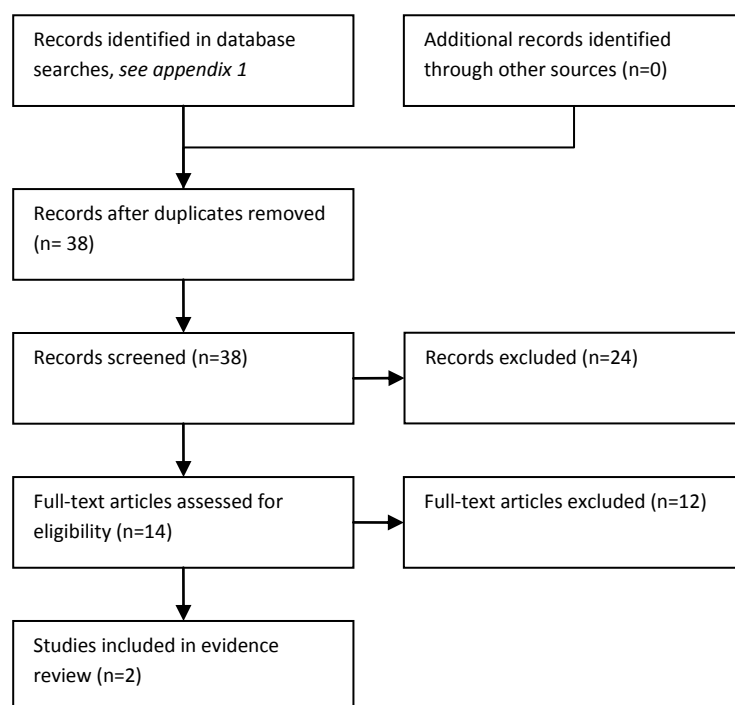 Records identified in database
searches, see appendix 1
Additional records identified
through other sources (n=0)
Records after duplicates removed
(n= 38)
Records screened (n=38)
Records excluded (n=24)
Full-text articles assessed for
eligibility (n=14)
Full-text articles excluded (n=12)
Studies included in evidence
review (n=2)